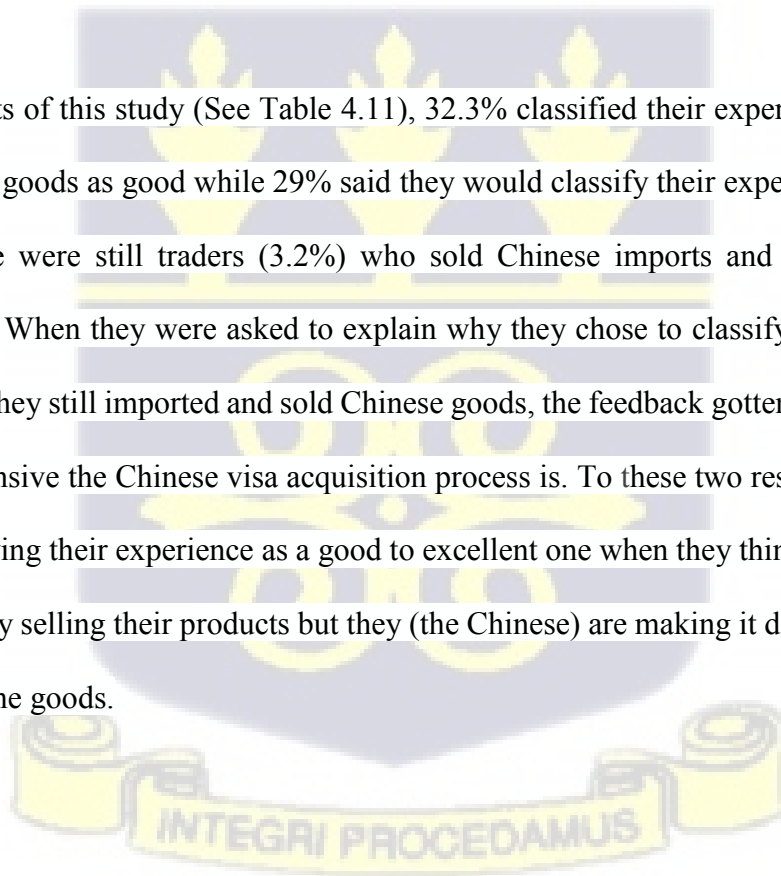 ts of this study (See Table 4.11), 32.3% classified their exper
goods as good while 29% said they would classify their expe
e were still traders (3.2%) who sold Chinese imports and
When they were asked to explain why they chose to classify
hey still imported and sold Chinese goods, the feedback gotten
nsive the Chinese visa acquisition process is. To these two res
ing their experience as a good to excellent one when they thin
y selling their products but they (the Chinese) are making it d
ne goods.
INTEGRI PROCEDAMUS